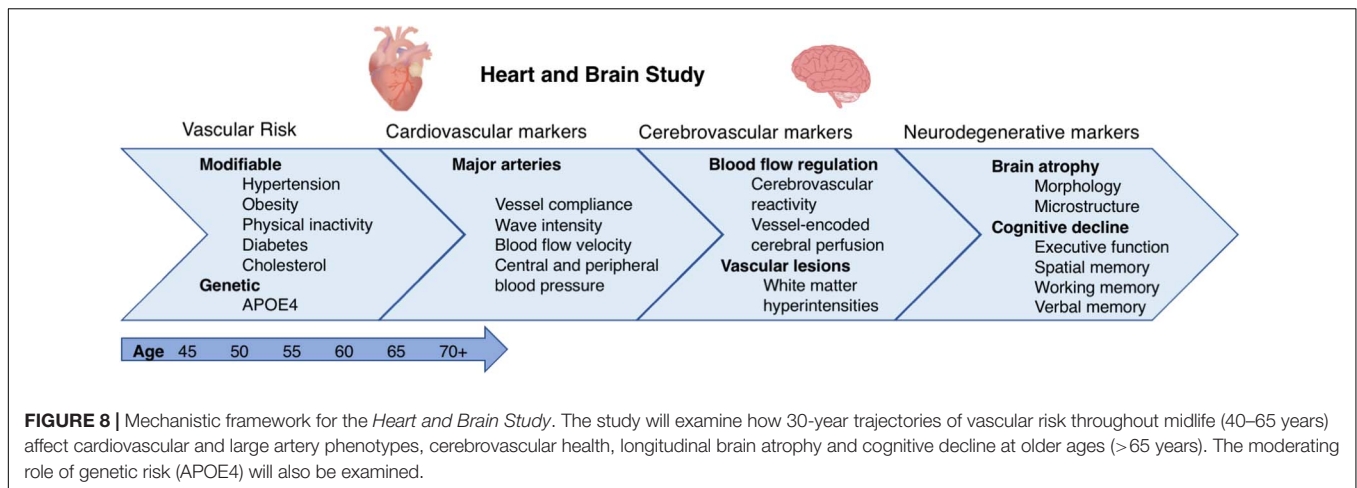 Heart and Brain Study
Vascular Risk
Modifiable
Hypertension
Obesity
Physical inactivity
Diabetes
Cholesterol
Genetic
APOE4
Cardiovascular markers
Major arteries
Vessel compliance
Wave intensity
Blood flow velocity
Central and peripheral
blood pressure
Cerebrovascular markers
Blood flow regulation
Cerebrovascular
reactivity
Vessel-encoded
cerebral perfusion
Vascular lesions
White matter
hyperintensities
Neurodegenerative markers
Brain atrophy
Morphology
Microstructure
Cognitive decline
Executive function
Spatial memory
Working memory
Verbal memory
Age 45 50 55 60 65 70+
FIGURE 8 | Mechanistic framework for the Heart and Brain Study. The study will examine how 30-year trajectories of vascular risk throughout midlife (40–65 years)
affect cardiovascular and large artery phenotypes, cerebrovascular health, longitudinal brain atrophy and cognitive decline at older ages (>65 years). The moderating
role of genetic risk (APOE4) will also be examined.